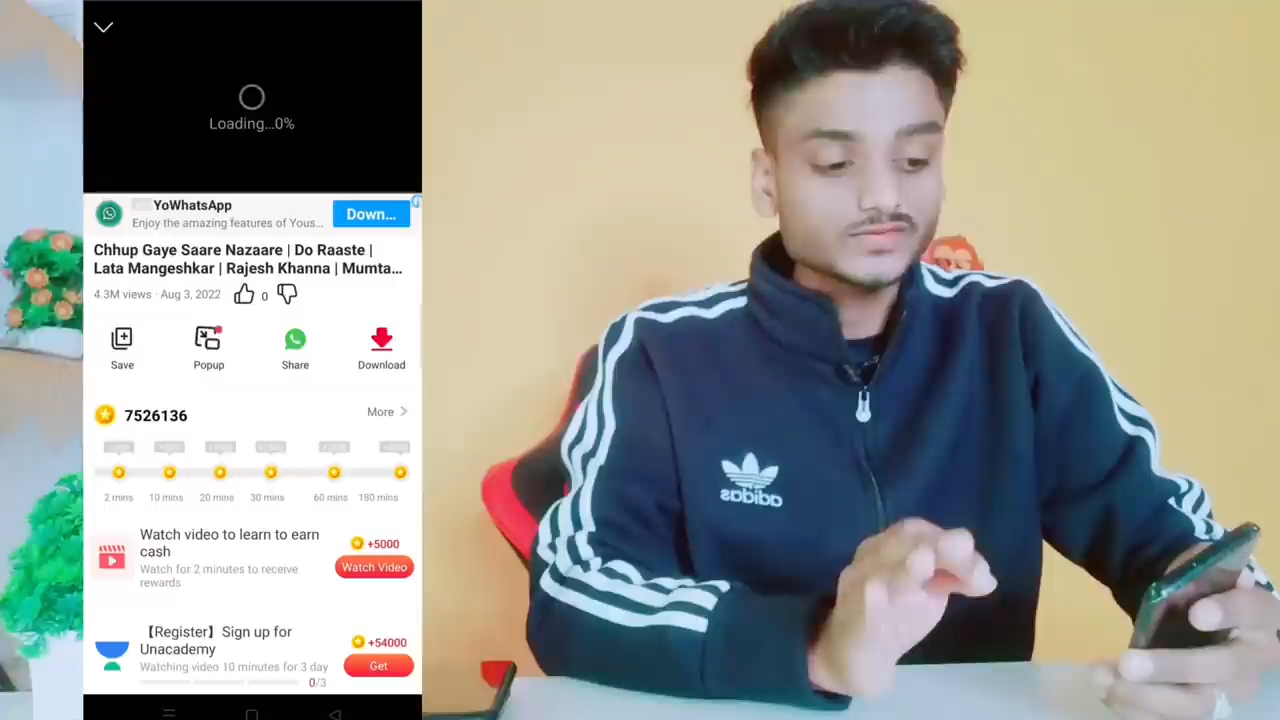 Loading...0%
YoWhatsApp
Enjoy the amazing features of Yous...
Down...
Chhup Gaye Saare Nazaare | Do Raaste |
Lata Mangeshkar | Rajesh Khanna | Mumta...
4.3M views · Aug 3, 2022
0
Save
Popup
Share
Download
7526136
More
2 mins
10 mins
20 mins
30 mins
60 mins
180 mins
Watch video to learn to earn
cash
Watch for 2 minutes to receive
rewards
+5000
Watch Video
【Register】Sign up for
Unacademy
Watching video 10 minutes for 3 day
+54000
Get
0/3
adidas